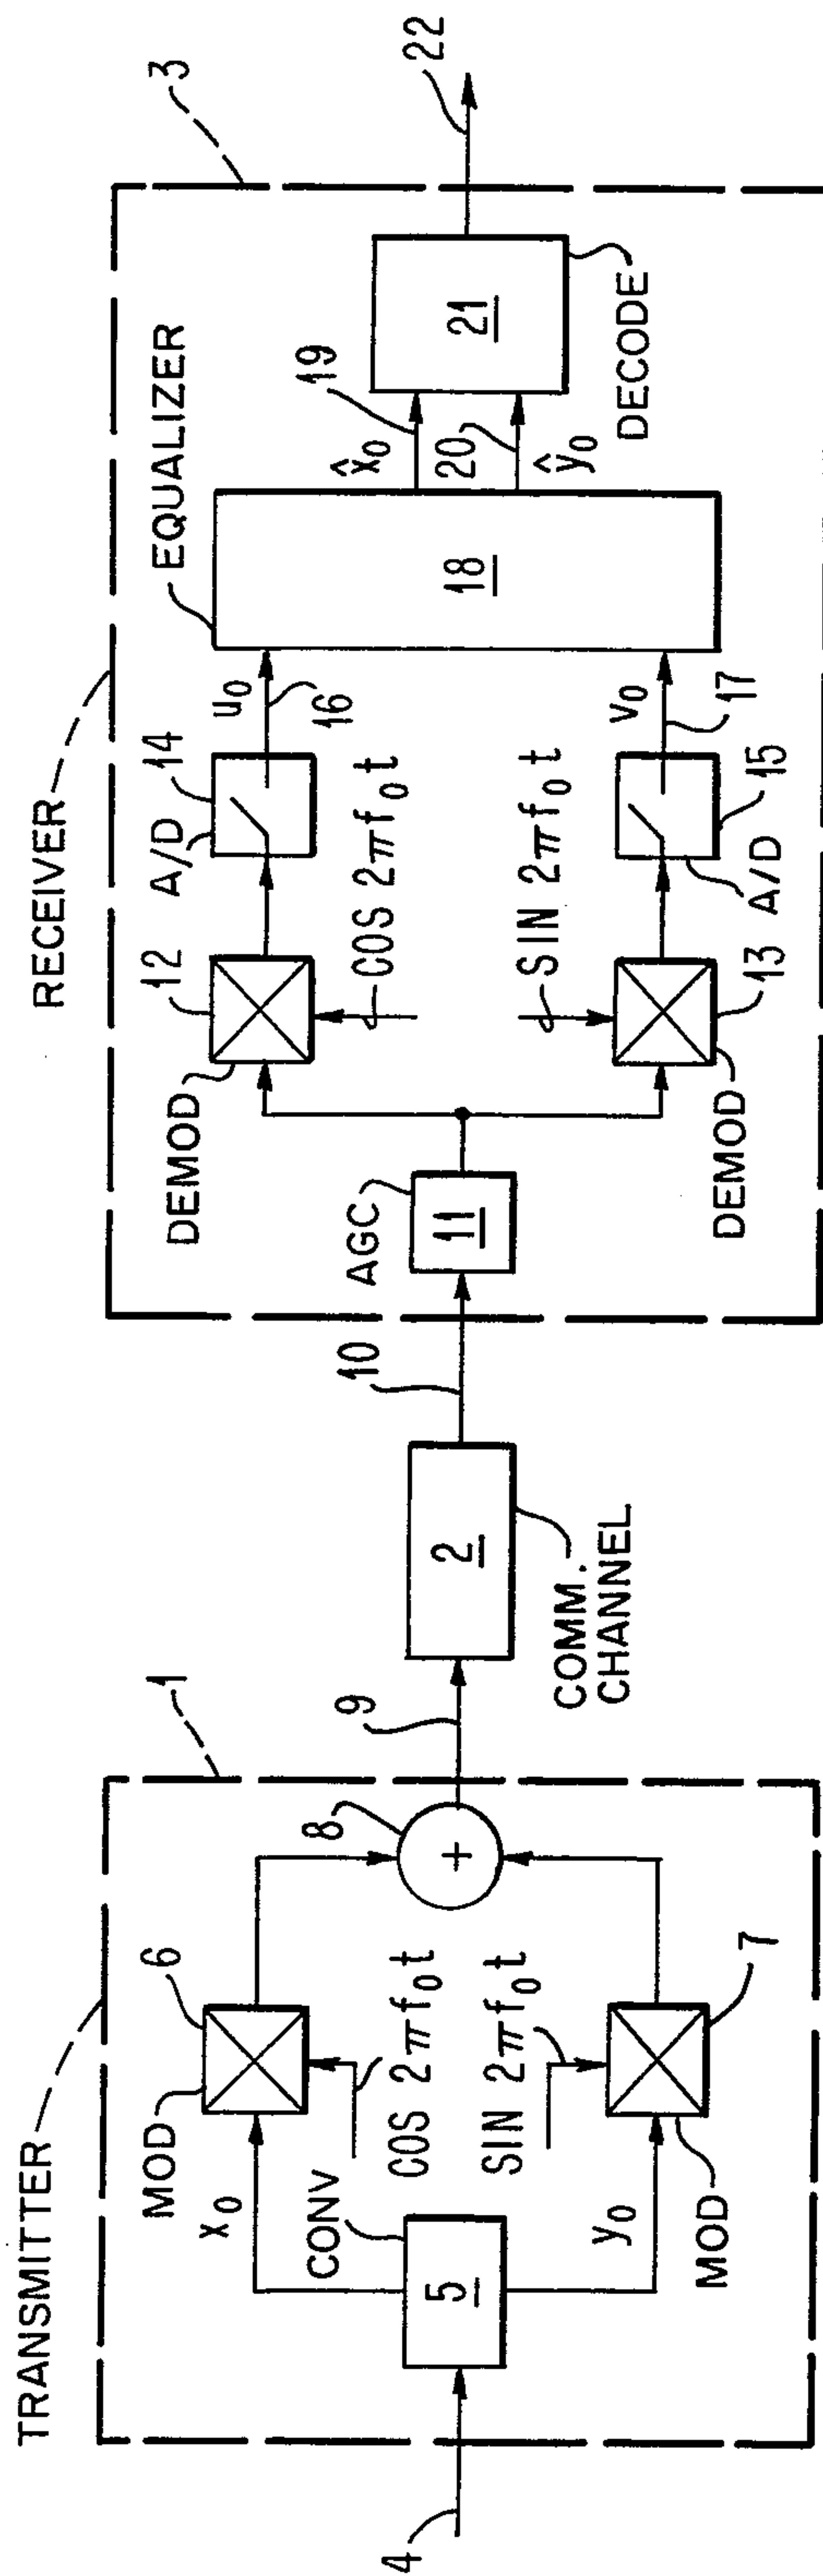 TRANSMITTER
1
4
CONV
5
x₀
y₀
MOD
6
COS 2πf₀t
SIN 2πf₀t
MOD
7
8
+
9
2
COMM.
CHANNEL
10
RECEIVER
3
AGC
11
DEMOD
12
COS 2πf₀t
SIN 2πf₀t
DEMOD
13
A/D
14
A/D
15
u₀
16
v₀
17
EQUALIZER
18
x̂₀
19
20
ŷ₀
21
DECODE
22